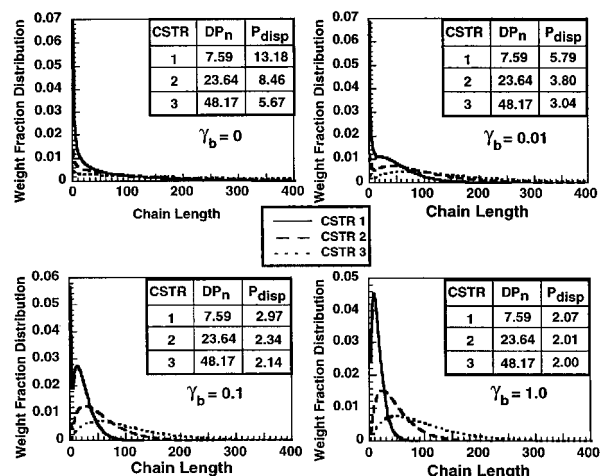 0.07
0.06
0.05
0.04
0.03
0.02
0.01
0
Weight Fraction Distribution
CSTR DPn Pdisp
1 7.59 13.18
2 23.64 8.46
3 48.17 5.67
γb = 0
0 100 200 300 400
Chain Length
0.07
0.06
0.05
0.04
0.03
0.02
0.01
0
Weight Fraction Distribution
CSTR DPn Pdisp
1 7.59 5.79
2 23.64 3.80
3 48.17 3.04
γb = 0.01
0 100 200 300 400
Chain Length
CSTR 1
CSTR 2
CSTR 3
0.06
0.05
0.04
0.03
0.02
0.01
0
Weight Fraction Distribution
CSTR DPn Pdisp
1 7.59 2.97
2 23.64 2.34
3 48.17 2.14
γb = 0.1
0 100 200 300 400
Chain Length
0.05
0.04
0.03
0.02
0.01
0
Weight Fraction Distribution
CSTR DPn Pdisp
1 7.59 2.07
2 23.64 2.01
3 48.17 2.00
γb = 1.0
0 100 200 300 400
Chain Length